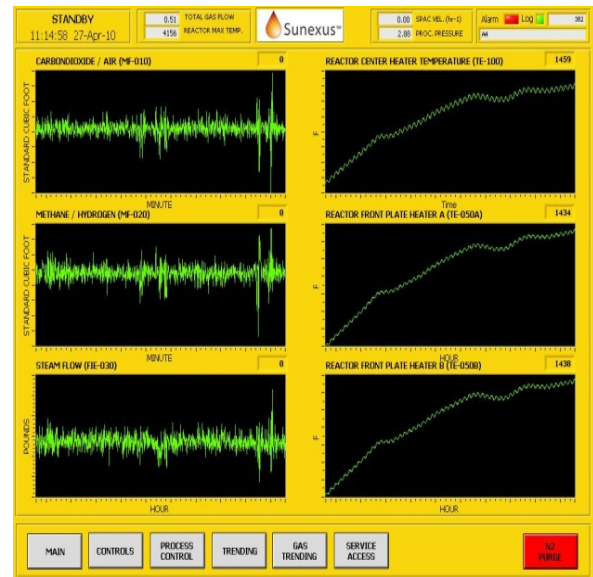 STANDBY
11:14:58 27-Apr-10
0.51 TOTAL GAS FLOW
4156 REACTOR MAX TEMP.
Sunexus™
0.00 SPAC VEL. (hr-1)
2.88 PROC. PRESSURE
Alarm Log 382
CARBONDIOXIDE / AIR (MF-010) 0
STANDARD CUBIC FOOT
MINUTE
REACTOR CENTER HEATER TEMPERATURE (TE-100) 1459
F
Time
METHANE / HYDROGEN (MF-020) 0
STANDARD CUBIC FOOT
MINUTE
REACTOR FRONT PLATE HEATER A (TE-050A) 1434
F
HOUR
STEAM FLOW (FIE-030) 0
POUNDS
HOUR
REACTOR FRONT PLATE HEATER B (TE-050B) 1438
F
HOUR
MAIN
CONTROLS
PROCESS
CONTROL
TRENDING
GAS
TRENDING
SERVICE
ACCESS
N2
PURGE